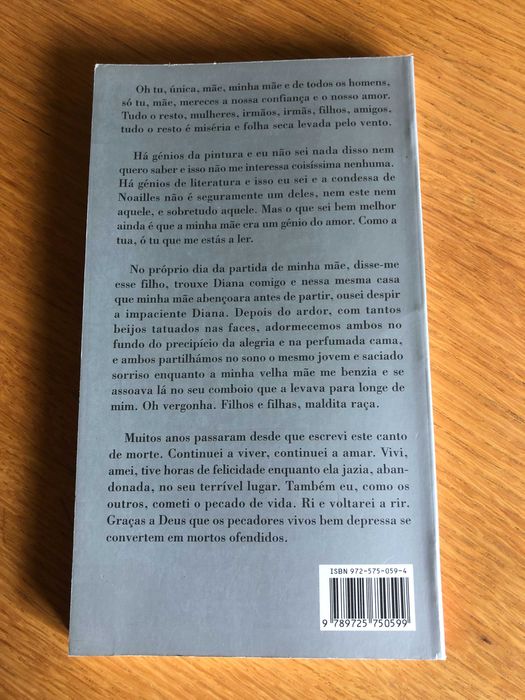 Oh tu, única, mãe, minha mãe e de todos os homens,
só tu, mãe, mereces a nossa confiança e o nosso amor.
Tudo o resto, mulheres, irmãos, irmãs, filhos, amigos,
tudo o resto é miséria e folha seca levada pelo vento.
Há génios da pintura e eu não sei nada disso nem
quero saber e isso não me interessa coisíssima nenhuma.
Há génios de literatura e isso eu sei e a condessa de
Noailles não é seguramente um deles, nem este nem
aquele, e sobretudo aquele. Mas o que sei bem melhor
ainda é que a minha mãe era um génio do amor. Como a
tua, ó tu que me estás a ler.
No próprio dia da partida de minha mãe, disse-me
esse filho, trouxe Diana comigo e nessa mesma casa
que minha mãe abençoara antes de partir, ousei despir
a impaciente Diana. Depois do ardor, com tantos
beijos tatuados nas faces, adormecemos ambos no
fundo do precipício da alegria e na perfumada cama,
e ambos partilhámos no sono o mesmo jovem e saciado
sorriso enquanto a minha velha mãe me benzia e se
assoava lá no seu comboio que a levava para longe de
mim. Oh vergonha. Filhos e filhas, maldita raça.
Muitos anos passaram desde que escrevi este canto
de morte. Continuei a viver, continuei a amar. Vivi,
amei, tive horas de felicidade enquanto ela jazia, aban-
donada, no seu terrível lugar. Também eu, como os
outros, cometi o pecado de vida. Ri e voltarei a rir.
Graças a Deus que os pecadores vivos bem depressa se
convertem em mortos ofendidos.
ISBN 972-575-059-4
9 789725 750599